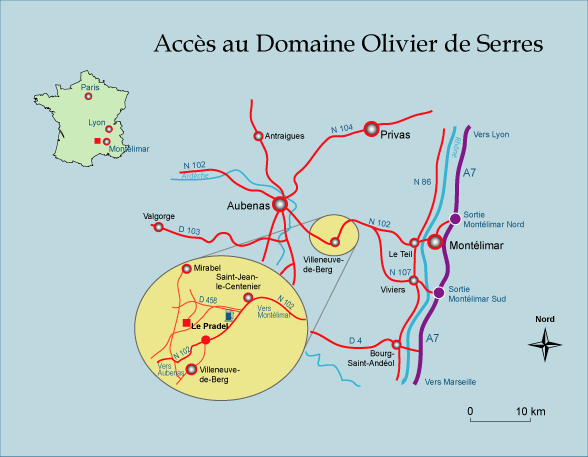 Accès au Domaine Olivier de Serres
Paris
Lyon
Montélimar
Antraigues
N 104
Privas
Vers Lyon
Rhône
A7
N 102
Ardèche
N 86
Aubenas
Valgorge
D 103
N 102
Sortie
Montélimar Nord
Le Teil
Montélimar
Villeneuve-
de-Berg
N 107
Viviers
Sortie
Montélimar Sud
Mirabel
Saint-Jean-
le-Centenier
D 458
N 102
Vers
Montélimar
Le Pradel
N 102
Vers
Aubenas
Villeneuve-
de-Berg
D 4
Bourg-
Saint-Andéol
A7
Vers Marseille
Nord
0
10 km